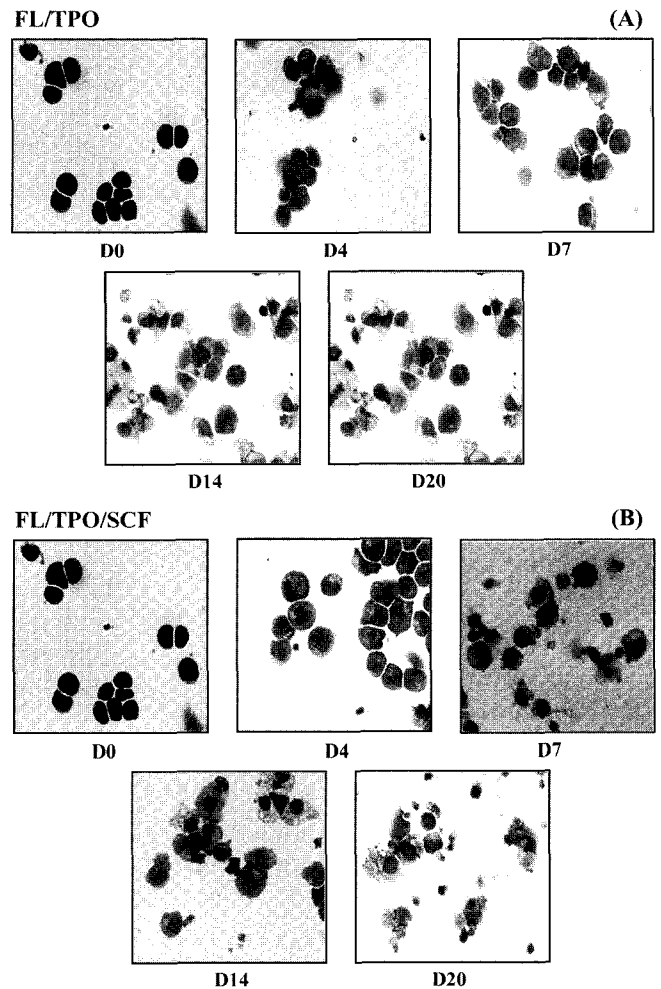 FL/TPO (A)
D0 D4 D7
D14 D20
FL/TPO/SCF (B)
D0 D4 D7
D14 D20